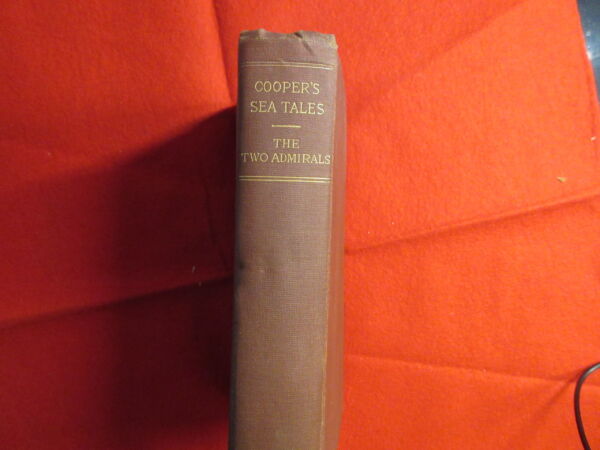 COOPER'S
SEA TALES
THE
TWO ADMIRALS